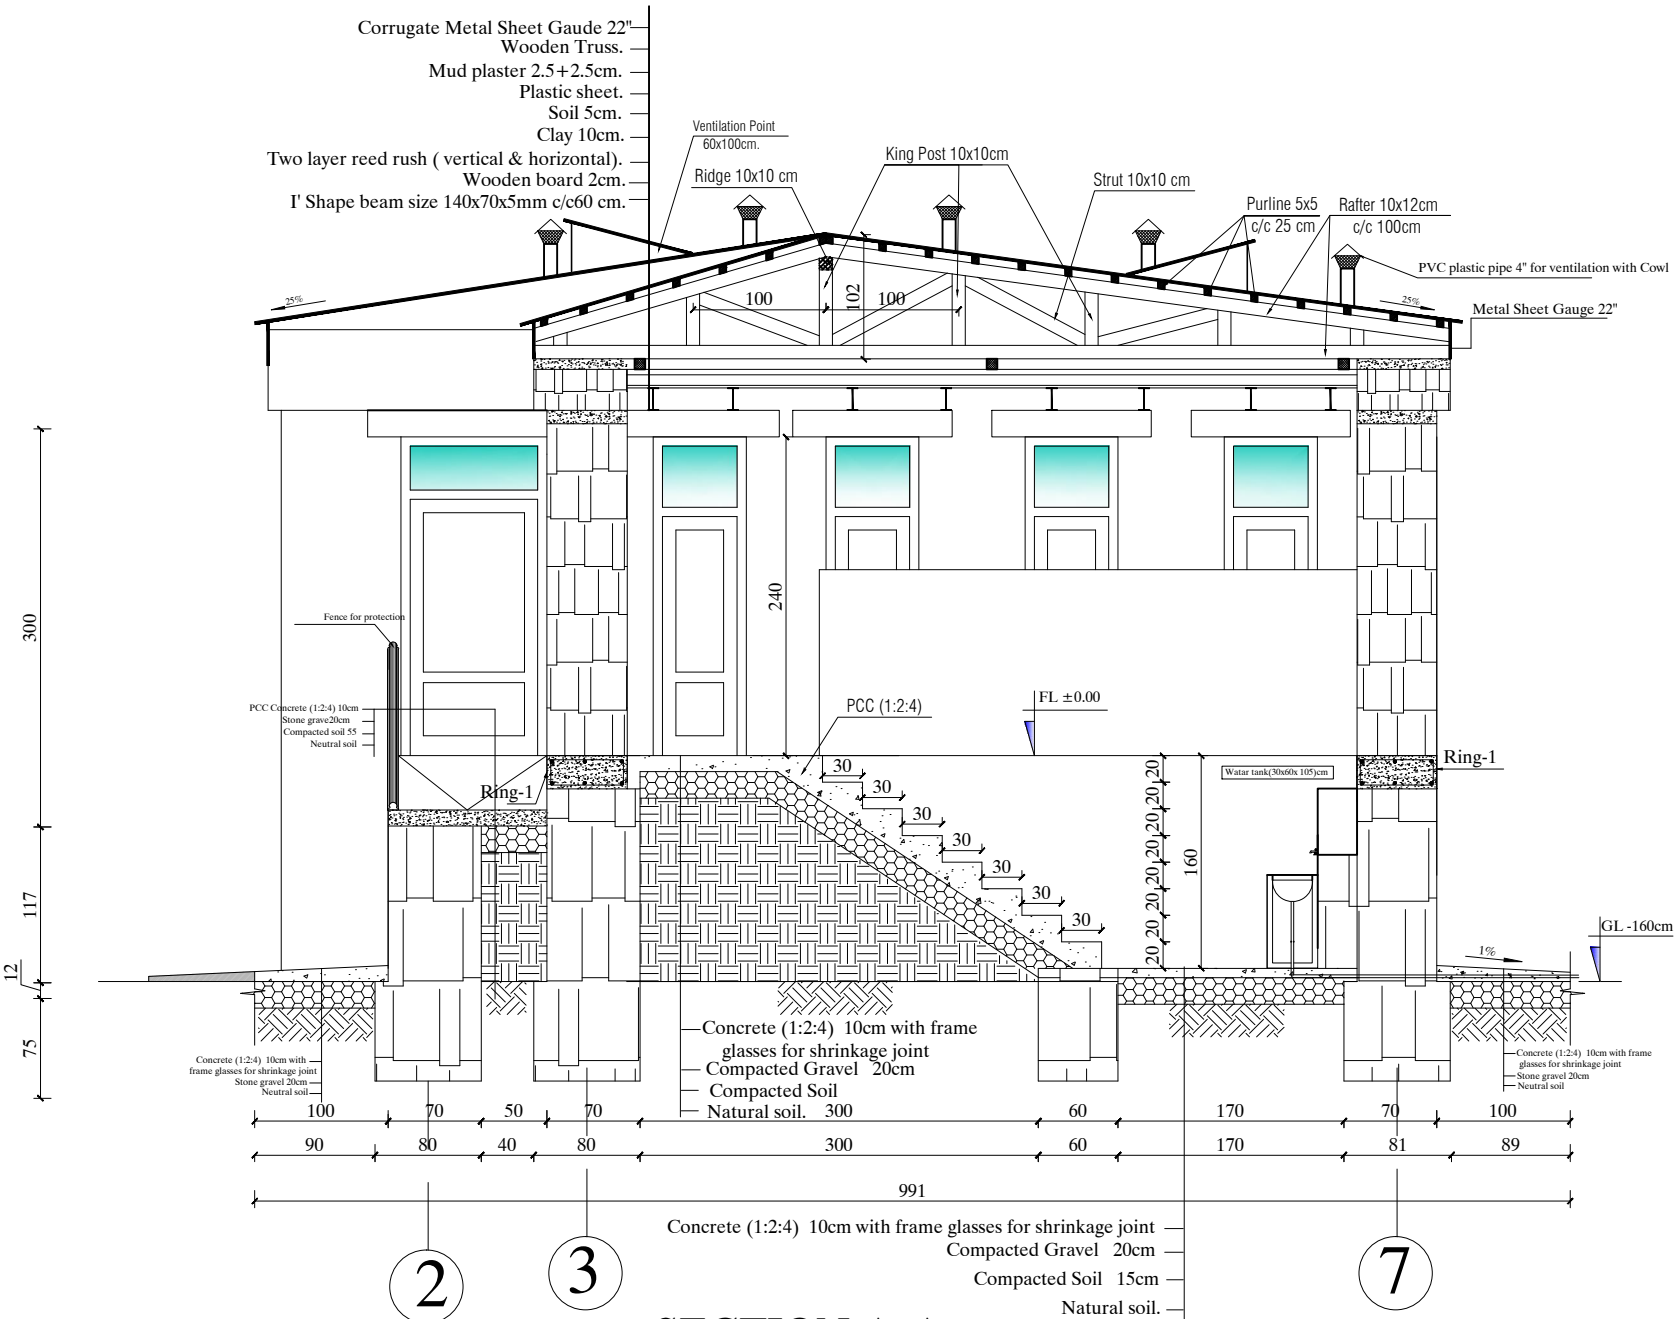 Corrugate Metal Sheet Gaude 22"
Wooden Truss.
Mud plaster 2.5+2.5cm.
Plastic sheet.
Soil 5cm.
Clay 10cm.
Two layer reed rush ( vertical & horizontal).
Wooden board 2cm.
I' Shape beam size 140x70x5mm c/c60 cm.
Ventilation Point
60x100cm.
Ridge 10x10 cm
King Post 10x10cm
Strut 10x10 cm
Purline 5x5
c/c 25 cm
Rafter 10x12cm
c/c 100cm
PVC plastic pipe 4" for ventilation with Cowl
Metal Sheet Gauge 22"
25%
25%
100
102
100
300
240
Fence for protection
PCC Concrete (1:2:4) 10cm
Stone grave20cm
Compacted soil 55
Neutral soil
PCC (1:2:4)
FL ±0.00
Ring-1
Ring-1
Watar tank(30x60x 105)cm
30
30
30
30
30
30
30
20
20
20
20
20
20
20
20
160
117
12
75
GL -160cm
1%
Concrete (1:2:4) 10cm with frame
glasses for shrinkage joint
Compacted Gravel 20cm
Compacted Soil
Natural soil.
Concrete (1:2:4) 10cm with
frame glasses for shrinkage joint
Stone gravel 20cm
Neutral soil
Concrete (1:2:4) 10cm with frame
glasses for shrinkage joint
Stone gravel 20cm
Neutral soil
100 70 50 70 300 60 170 70 100
90 80 40 80 300 60 170 81 89
991
Concrete (1:2:4) 10cm with frame glasses for shrinkage joint
Compacted Gravel 20cm
Compacted Soil 15cm
Natural soil.
2
3
7